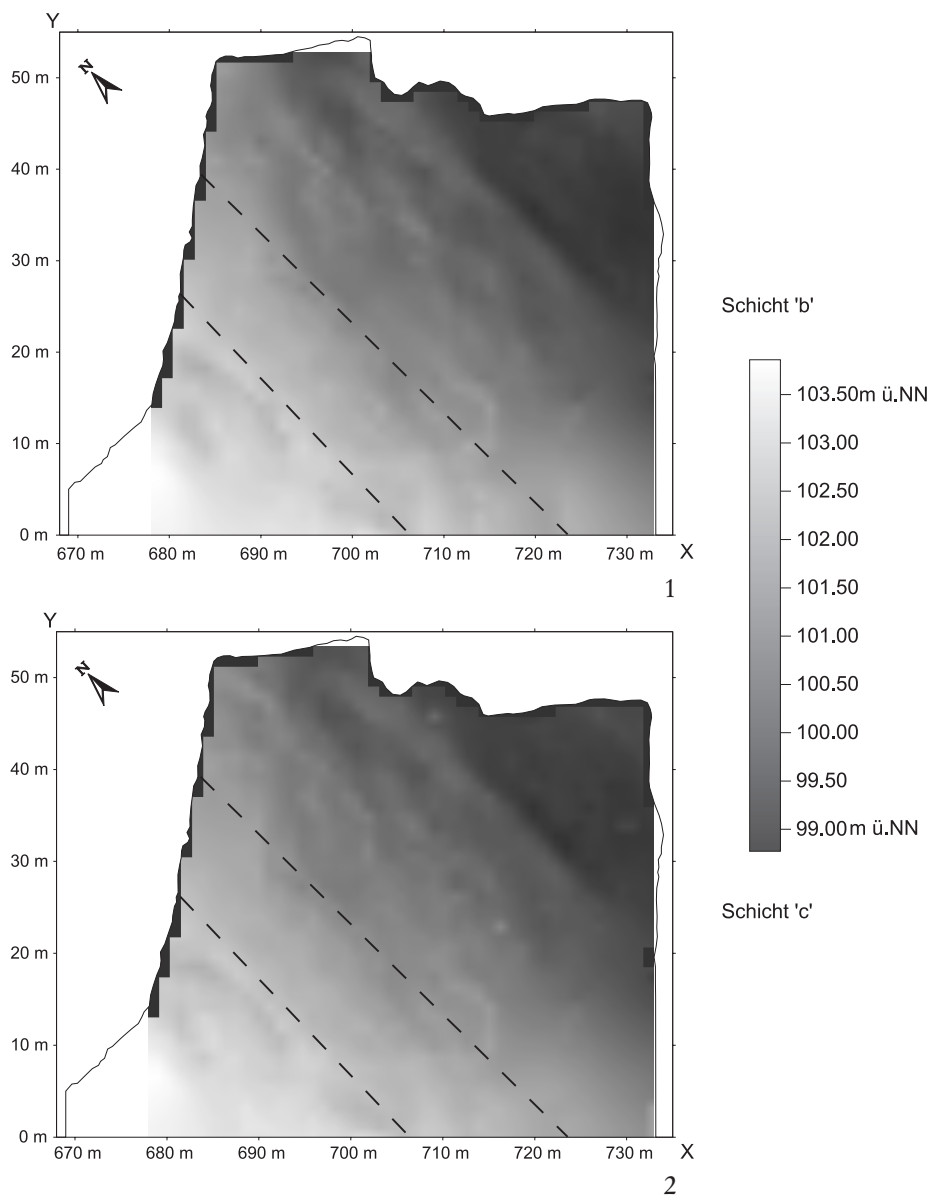 Y
N
50 m
40 m
30 m
20 m
10 m
0 m
670 m 680 m 690 m 700 m 710 m 720 m 730 m X
1
Schicht 'b'
103.50m ü.NN
103.00
102.50
102.00
101.50
101.00
100.50
100.00
99.50
99.00m ü.NN
Schicht 'c'
Y
N
50 m
40 m
30 m
20 m
10 m
0 m
670 m 680 m 690 m 700 m 710 m 720 m 730 m X
2